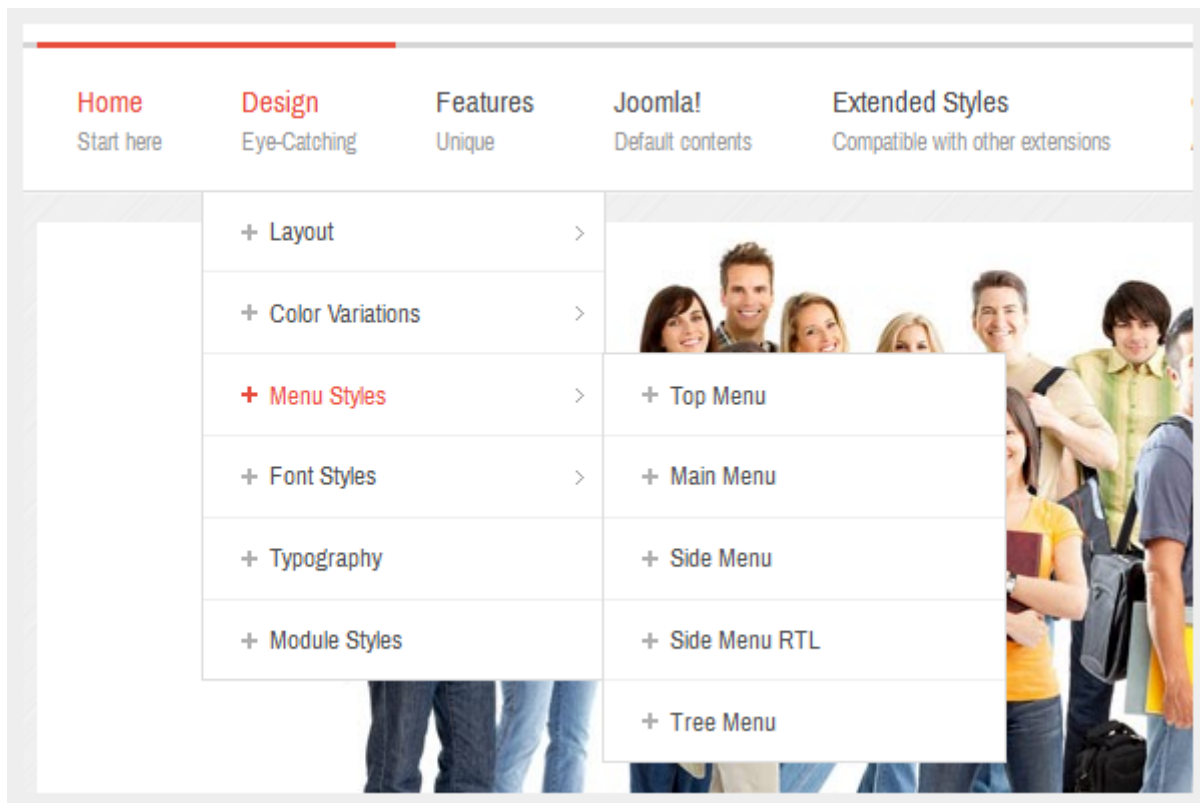 Home
Start here
Design
Eye-Catching
Features
Unique
Joomla!
Default contents
Extended Styles
Compatible with other extensions
Layout
Color Variations
Menu Styles
Font Styles
Typography
Module Styles
Top Menu
Main Menu
Side Menu
Side Menu RTL
Tree Menu